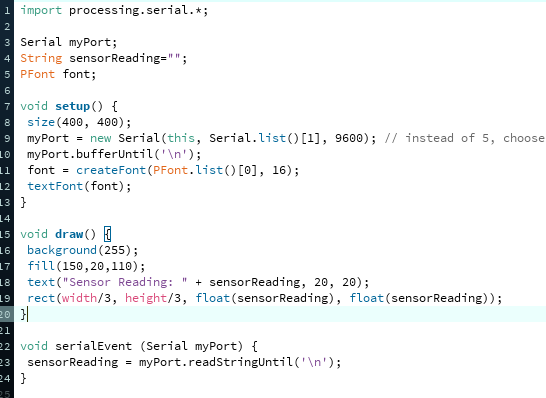 1 import processing.serial.*;
2
3 Serial myPort;
4 String sensorReading="";
5 PFont font;
6
7 void setup() {
8 size(400, 400);
9 myPort = new Serial(this, Serial.list()[1], 9600); // instead of 5, choose
10 myPort.bufferUntil('\n');
11 font = createFont(PFont.list()[0], 16);
12 textFont(font);
13 }
14
15 void draw() {
16 background(255);
17 fill(150,20,110);
18 text("Sensor Reading: " + sensorReading, 20, 20);
19 rect(width/3, height/3, float(sensorReading), float(sensorReading));
20 }
21
22 void serialEvent (Serial myPort) {
23 sensorReading = myPort.readStringUntil('\n');
24 }
25